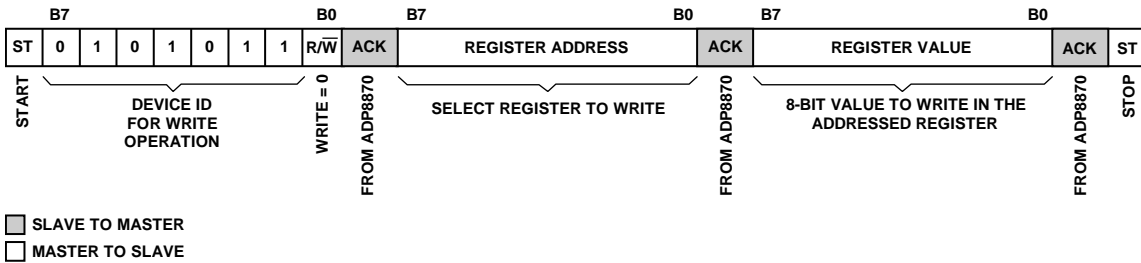 B7 B0 B7 B0 B7 B0
ST 0 1 0 1 0 1 1 R/W̅ ACK REGISTER ADDRESS ACK REGISTER VALUE ACK ST
START
DEVICE ID
FOR WRITE
OPERATION
WRITE = 0
FROM ADP8870
SELECT REGISTER TO WRITE
FROM ADP8870
8-BIT VALUE TO WRITE IN THE
ADDRESSED REGISTER
FROM ADP8870
STOP
SLAVE TO MASTER
MASTER TO SLAVE